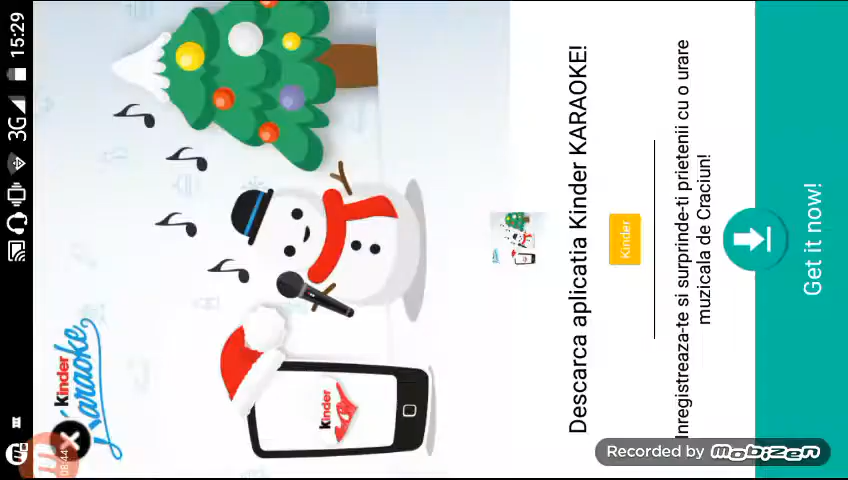 15:29
3G
Kinder
Karaoke
Kinder
Descarca aplicatia Kinder KARAOKE!
Kinder
Inregistreaza-te si surprinde-ti prietenii cu o urare
muzicala de Craciun!
Get it now!
08:44
Recorded by Mobizen